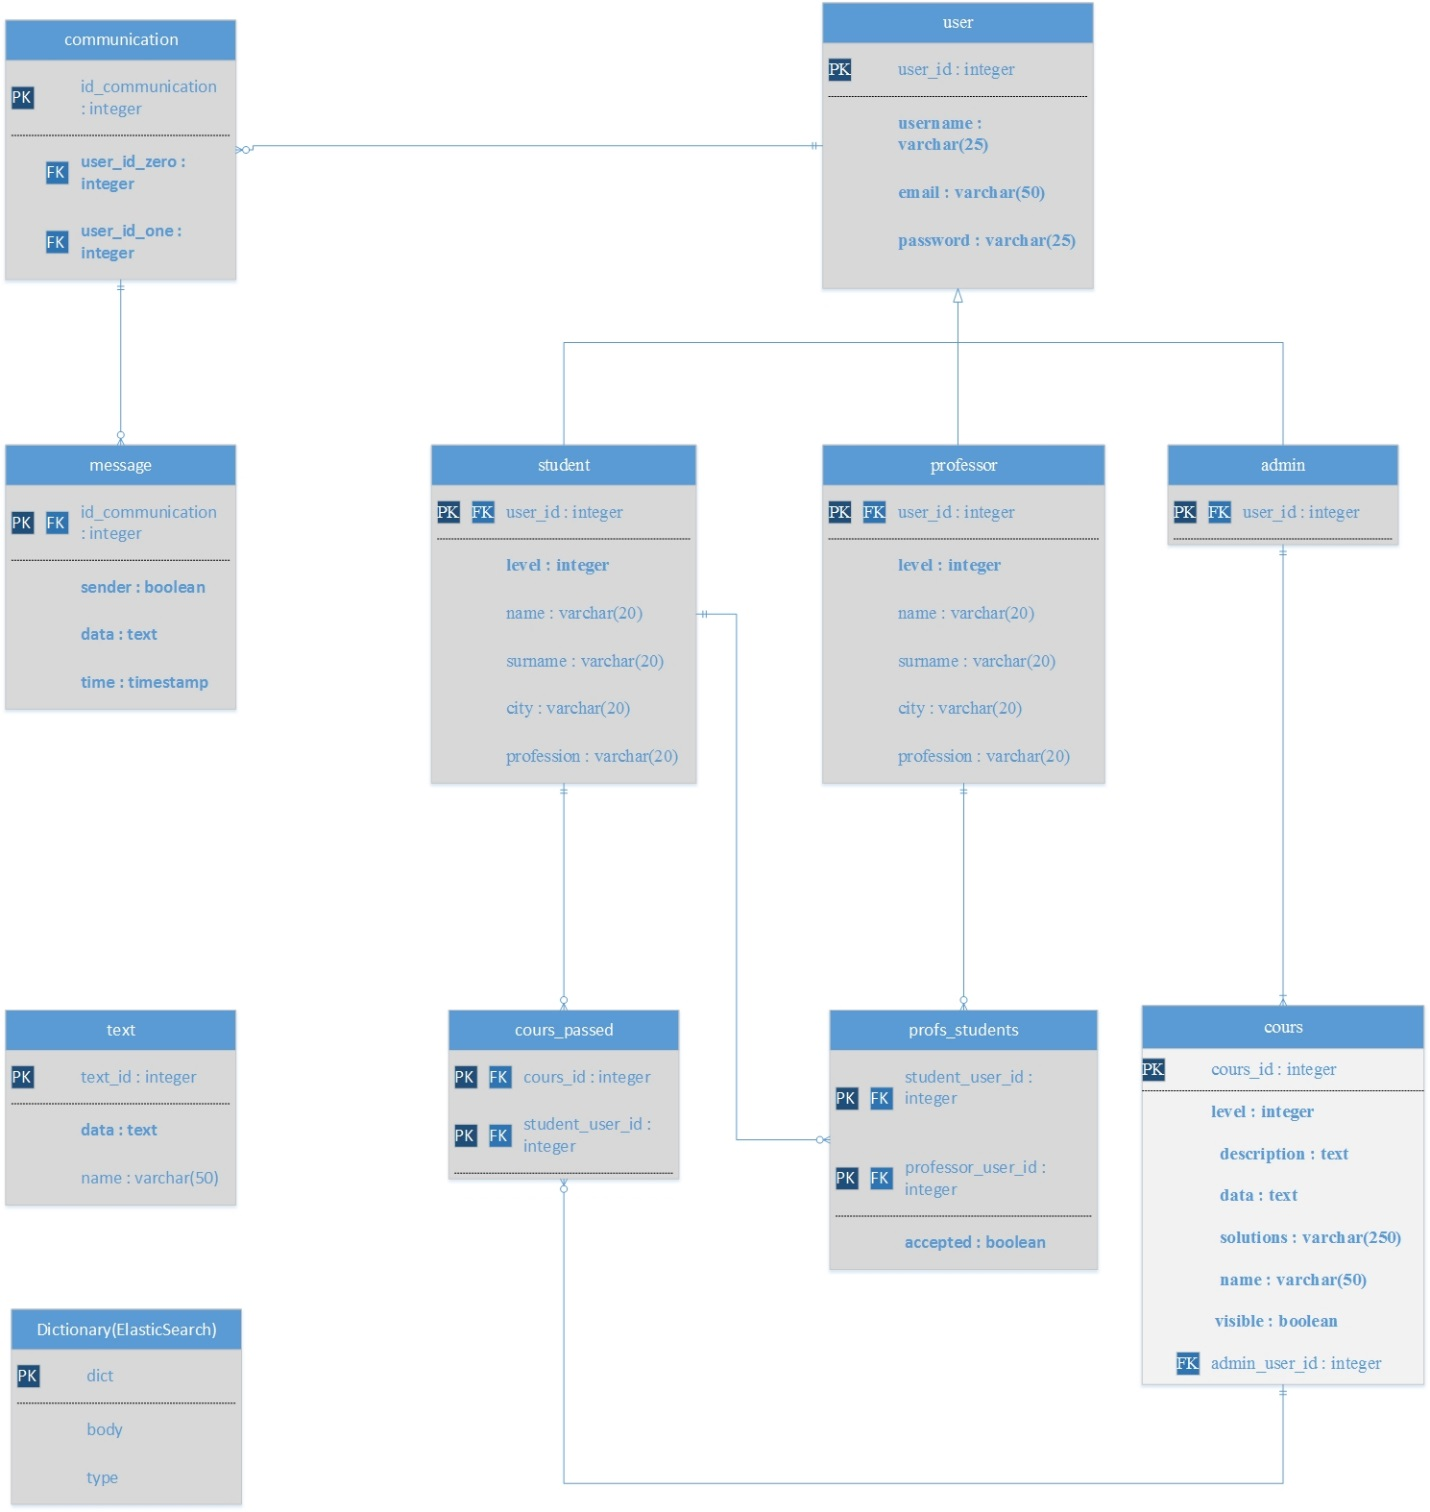 communication
PK
id_communication
: integer
FK
user_id_zero :
integer
FK
user_id_one :
integer
user
PK
user_id : integer
username :
varchar(25)
email : varchar(50)
password : varchar(25)
message
PK FK
id_communication
: integer
sender : boolean
data : text
time : timestamp
student
PK FK user_id : integer
level : integer
name : varchar(20)
surname : varchar(20)
city : varchar(20)
profession : varchar(20)
professor
PK FK user_id : integer
level : integer
name : varchar(20)
surname : varchar(20)
city : varchar(20)
profession : varchar(20)
admin
PK FK user_id : integer
text
PK text_id : integer
data : text
name : varchar(50)
cours_passed
PK FK cours_id : integer
PK FK
student_user_id :
integer
profs_students
PK FK
student_user_id :
integer
PK FK
professor_user_id :
integer
accepted : boolean
cours
PK cours_id : integer
level : integer
description : text
data : text
solutions : varchar(250)
name : varchar(50)
visible : boolean
FK admin_user_id : integer
Dictionary(ElasticSearch)
PK dict
body
type